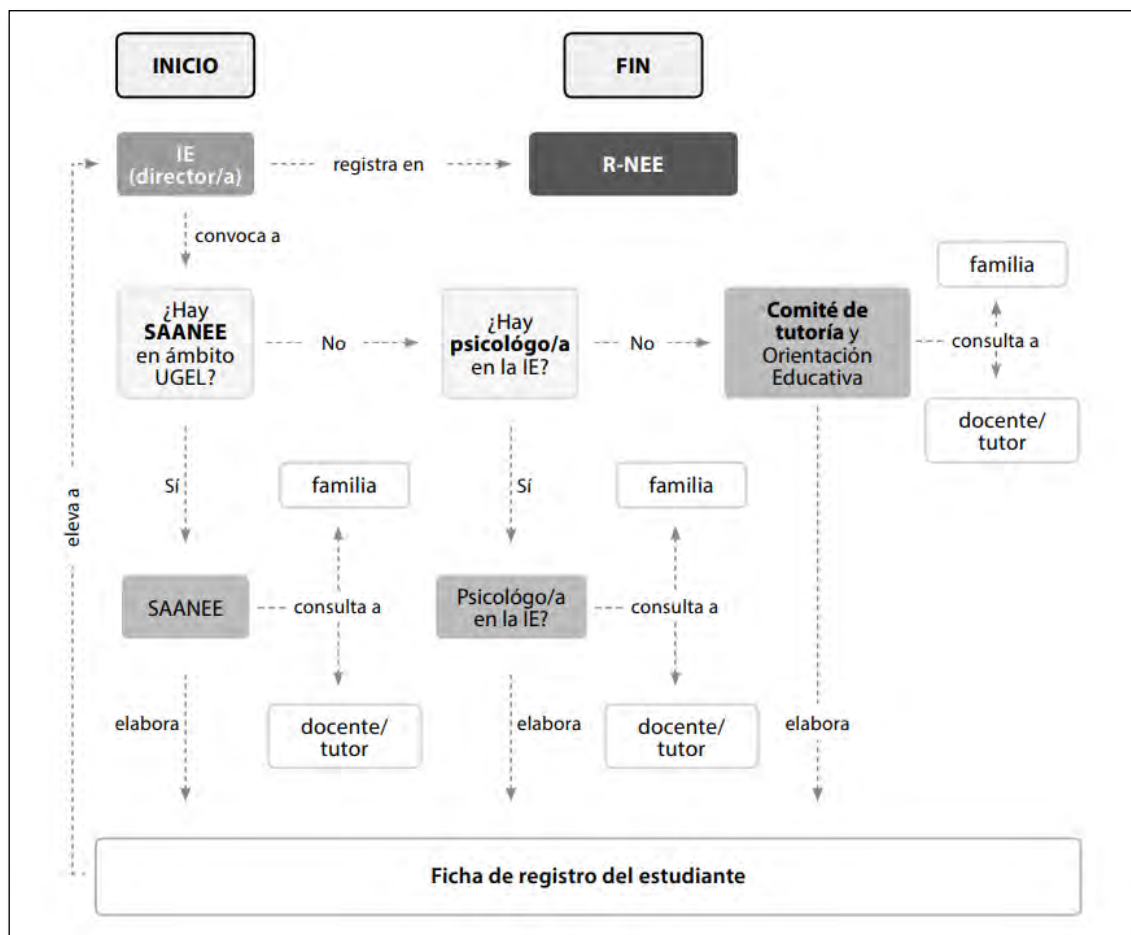 INICIO
FIN
IE
(director/a)
registra en
R-NEE
convoca a
¿Hay
SAANEE
en ámbito
UGEL?
No
¿Hay
psicológo/a
en la IE?
No
Comité de
tutoría y
Orientación
Educativa
consulta a
familia
docente/
tutor
Sí
familia
Sí
familia
eleva a
SAANEE
consulta a
Psicológo/a
en la IE?
consulta a
elabora
docente/
tutor
elabora
docente/
tutor
elabora
Ficha de registro del estudiante